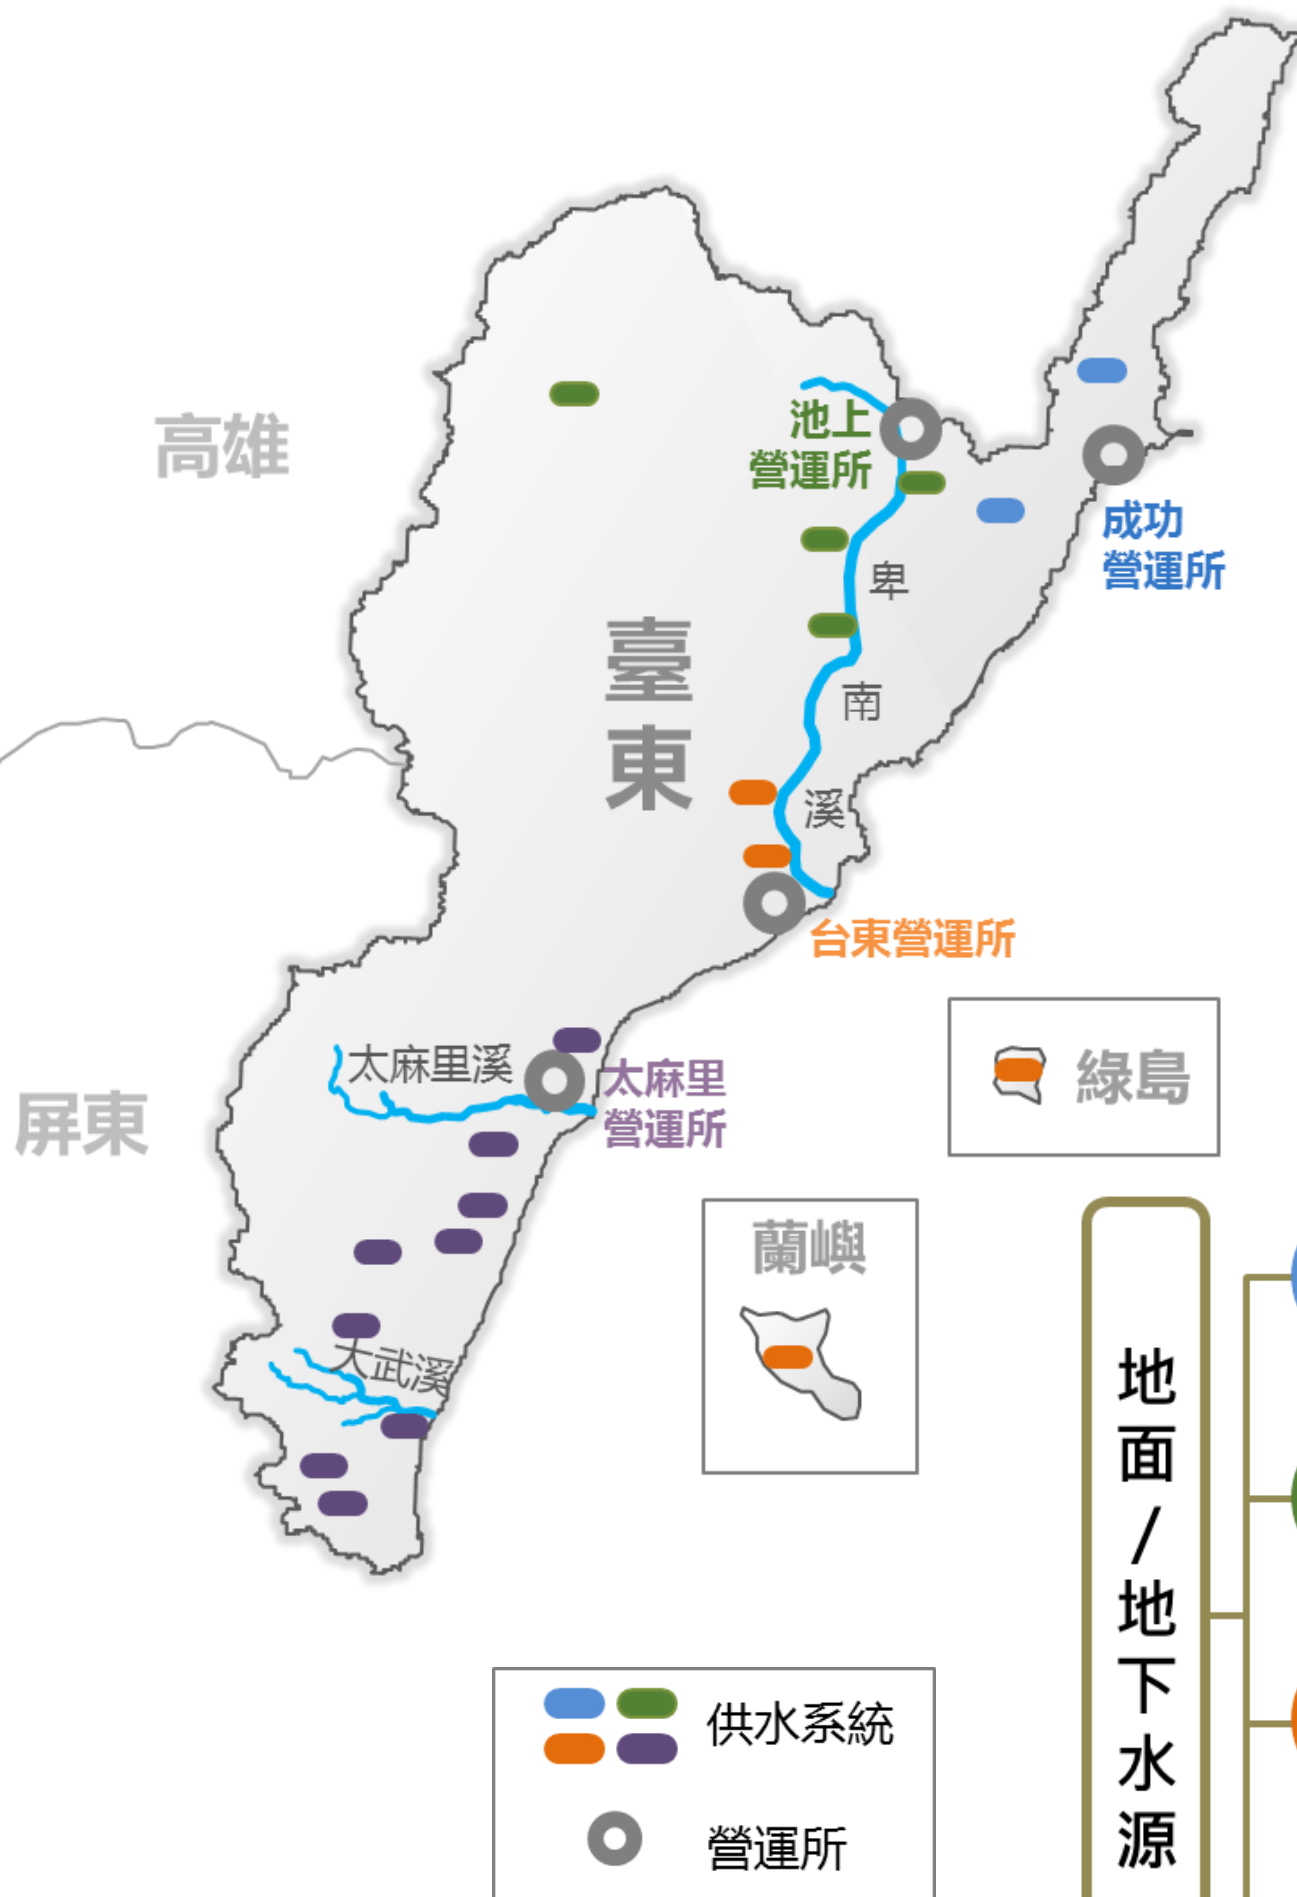 高雄
池上
營運所
成功
營運所
卑
南
溪
臺
東
台東營運所
太麻里溪
太麻里
營運所
屏東
綠島
蘭嶼
大武溪
地面/地下水源
供水系統
營運所